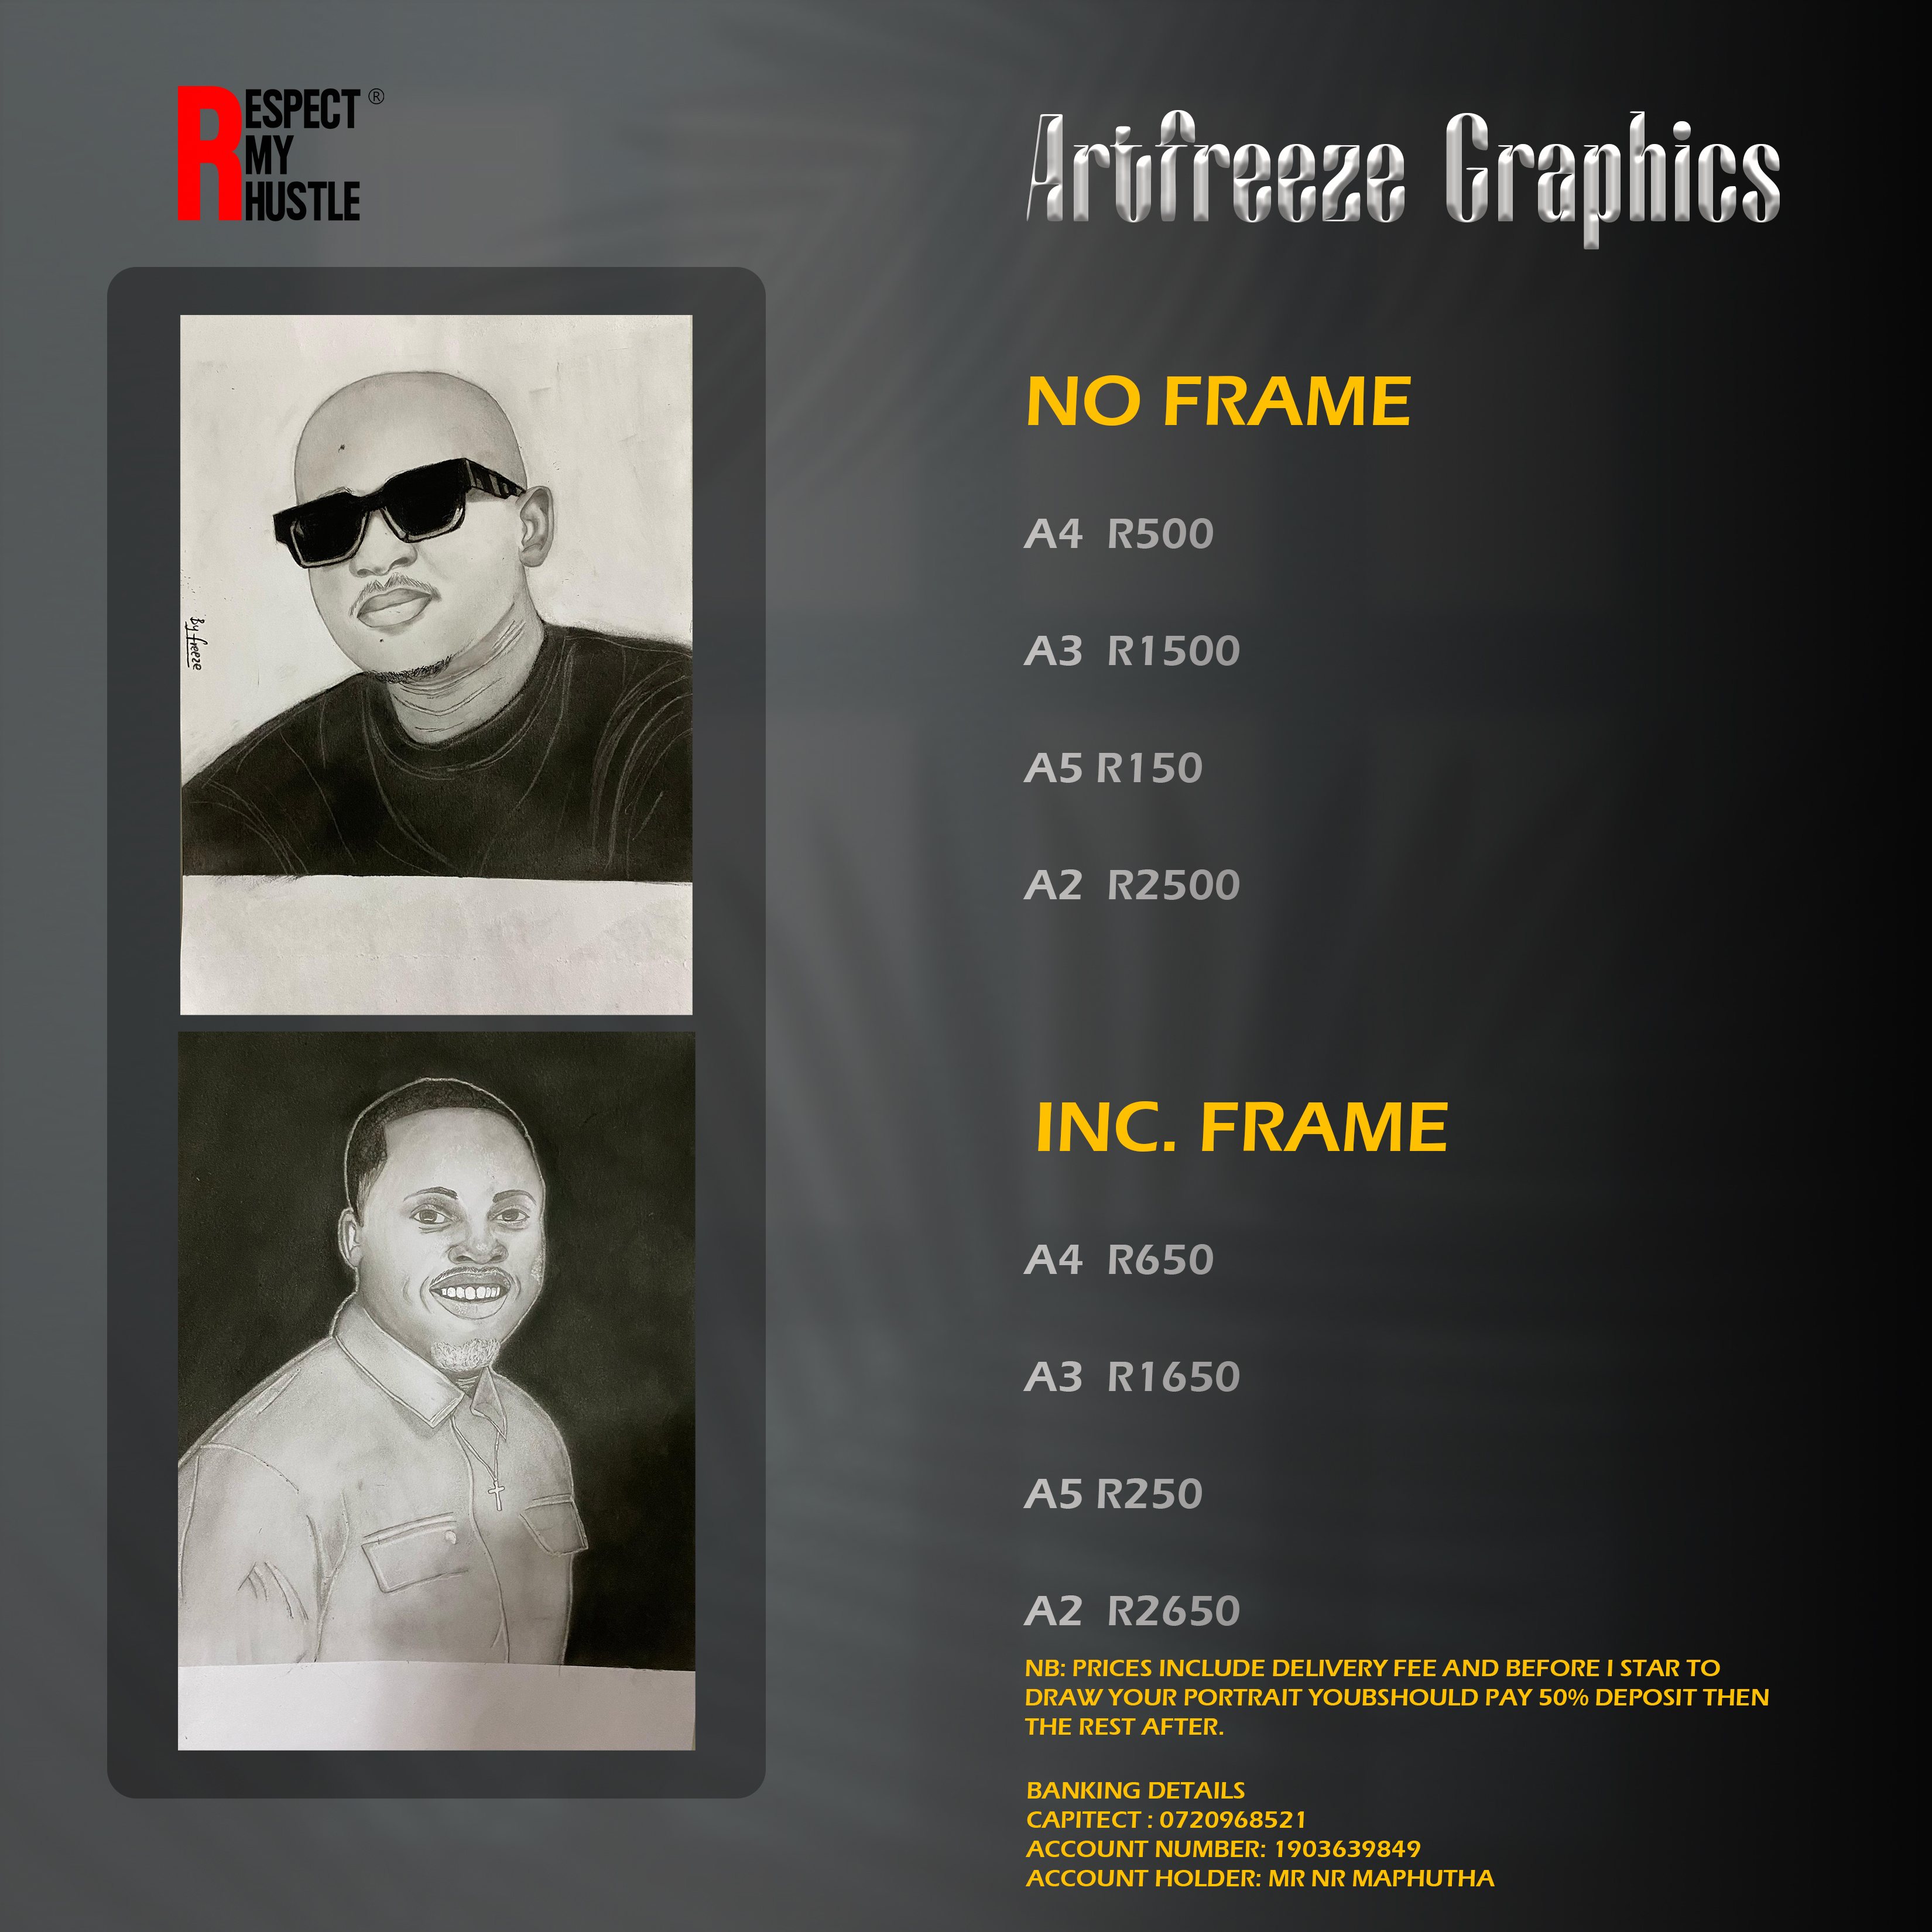 RESPECT ®
MY
HUSTLE
Artfreeze Graphics
By freeze
NO FRAME
A4 R500
A3 R1500
A5 R150
A2 R2500
INC. FRAME
A4 R650
A3 R1650
A5 R250
A2 R2650
NB: PRICES INCLUDE DELIVERY FEE AND BEFORE I STAR TO
DRAW YOUR PORTRAIT YOUBSHOULD PAY 50% DEPOSIT THEN
THE REST AFTER.
BANKING DETAILS
CAPITECT : 0720968521
ACCOUNT NUMBER: 1903639849
ACCOUNT HOLDER: MR NR MAPHUTHA